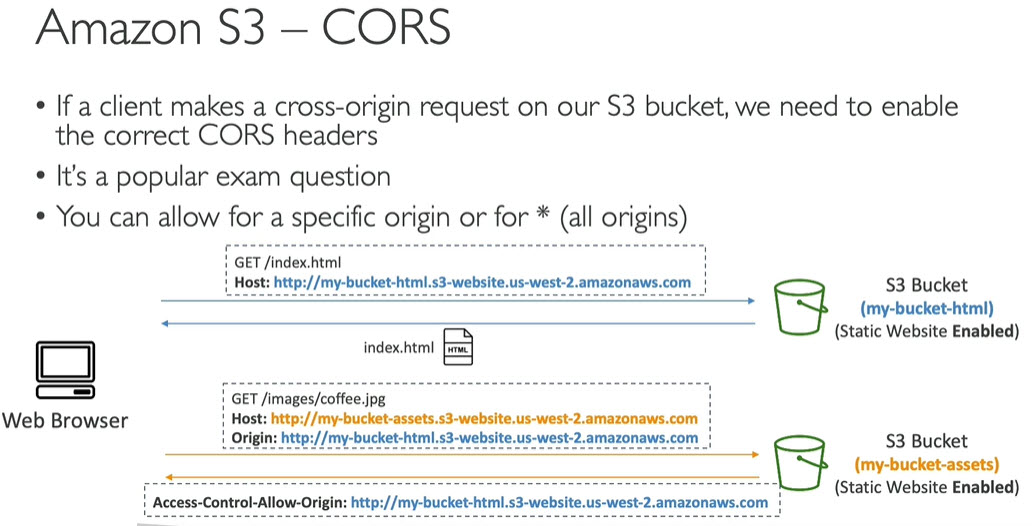 Amazon S3 – CORS
• If a client makes a cross-origin request on our S3 bucket, we need to enable
the correct CORS headers
• It's a popular exam question
• You can allow for a specific origin or for * (all origins)
GET /index.html
Host: http://my-bucket-html.s3-website.us-west-2.amazonaws.com
S3 Bucket
(my-bucket-html)
(Static Website Enabled)
index.html
HTML
Web Browser
GET /images/coffee.jpg
Host: http://my-bucket-assets.s3-website.us-west-2.amazonaws.com
Origin: http://my-bucket-html.s3-website.us-west-2.amazonaws.com
S3 Bucket
(my-bucket-assets)
(Static Website Enabled)
Access-Control-Allow-Origin: http://my-bucket-html.s3-website.us-west-2.amazonaws.com